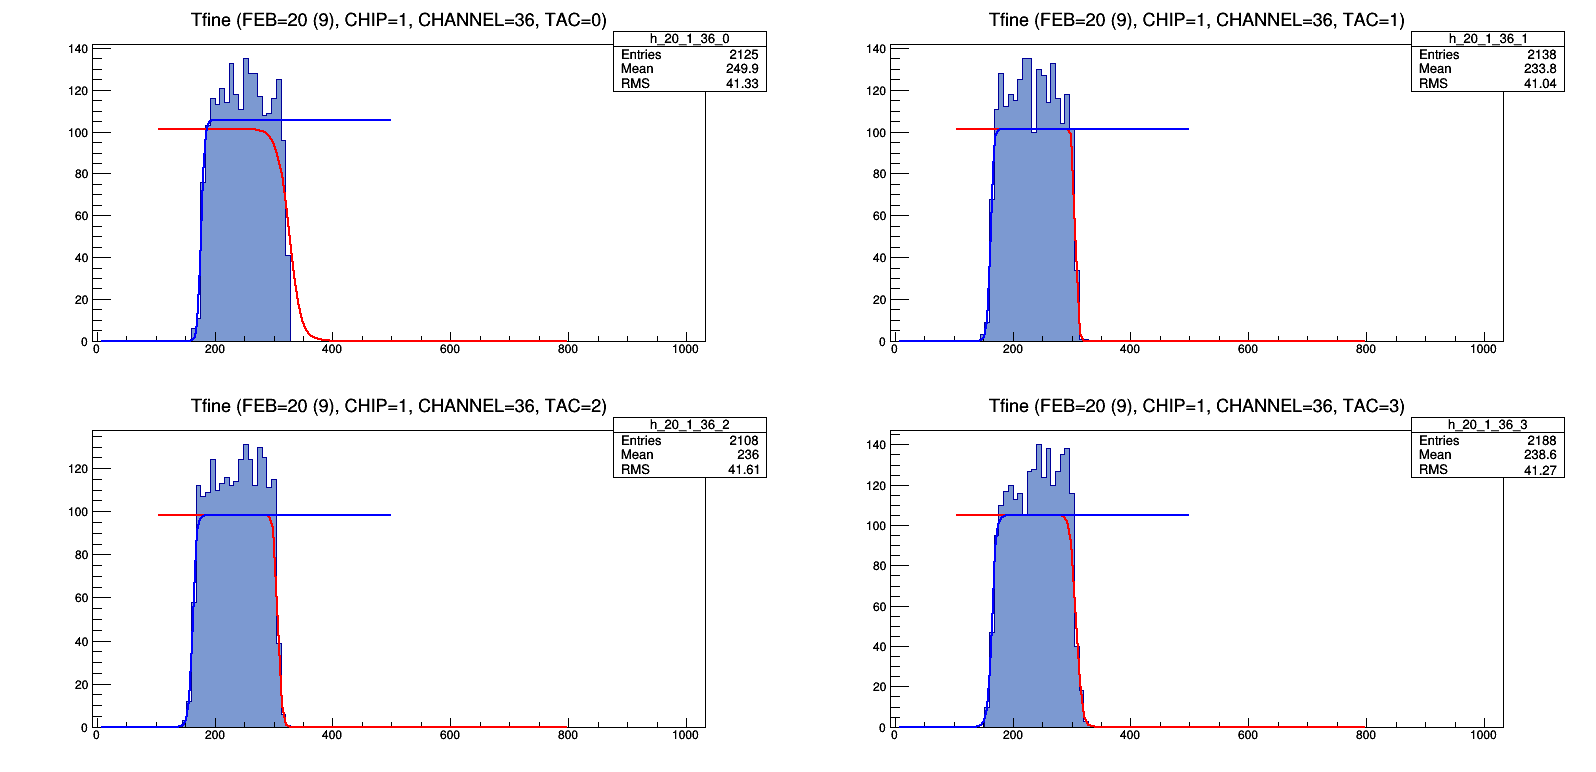 Tfine (FEB=20 (9), CHIP=1, CHANNEL=36, TAC=0)
h_20_1_36_0
Entries 2125
Mean 249.9
RMS 41.33
140
120
100
80
60
40
20
0
0 200 400 600 800 1000
Tfine (FEB=20 (9), CHIP=1, CHANNEL=36, TAC=1)
h_20_1_36_1
Entries 2138
Mean 233.8
RMS 41.04
140
120
100
80
60
40
20
0
0 200 400 600 800 1000
Tfine (FEB=20 (9), CHIP=1, CHANNEL=36, TAC=2)
h_20_1_36_2
Entries 2108
Mean 236
RMS 41.61
120
100
80
60
40
20
0
0 200 400 600 800 1000
Tfine (FEB=20 (9), CHIP=1, CHANNEL=36, TAC=3)
h_20_1_36_3
Entries 2188
Mean 238.6
RMS 41.27
140
120
100
80
60
40
20
0
0 200 400 600 800 1000